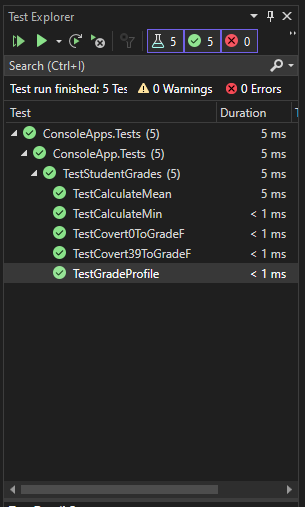 Test Explorer
5 5 0
Search (Ctrl+I)
Test run finished: 5 Tes 0 Warnings 0 Errors
Test Duration T
ConsoleApps.Tests (5) 5 ms
ConsoleApp.Tests (5) 5 ms
TestStudentGrades (5) 5 ms
TestCalculateMean 5 ms
TestCalculateMin < 1 ms
TestCovert0ToGradeF < 1 ms
TestCovert39ToGradeF < 1 ms
TestGradeProfile < 1 ms